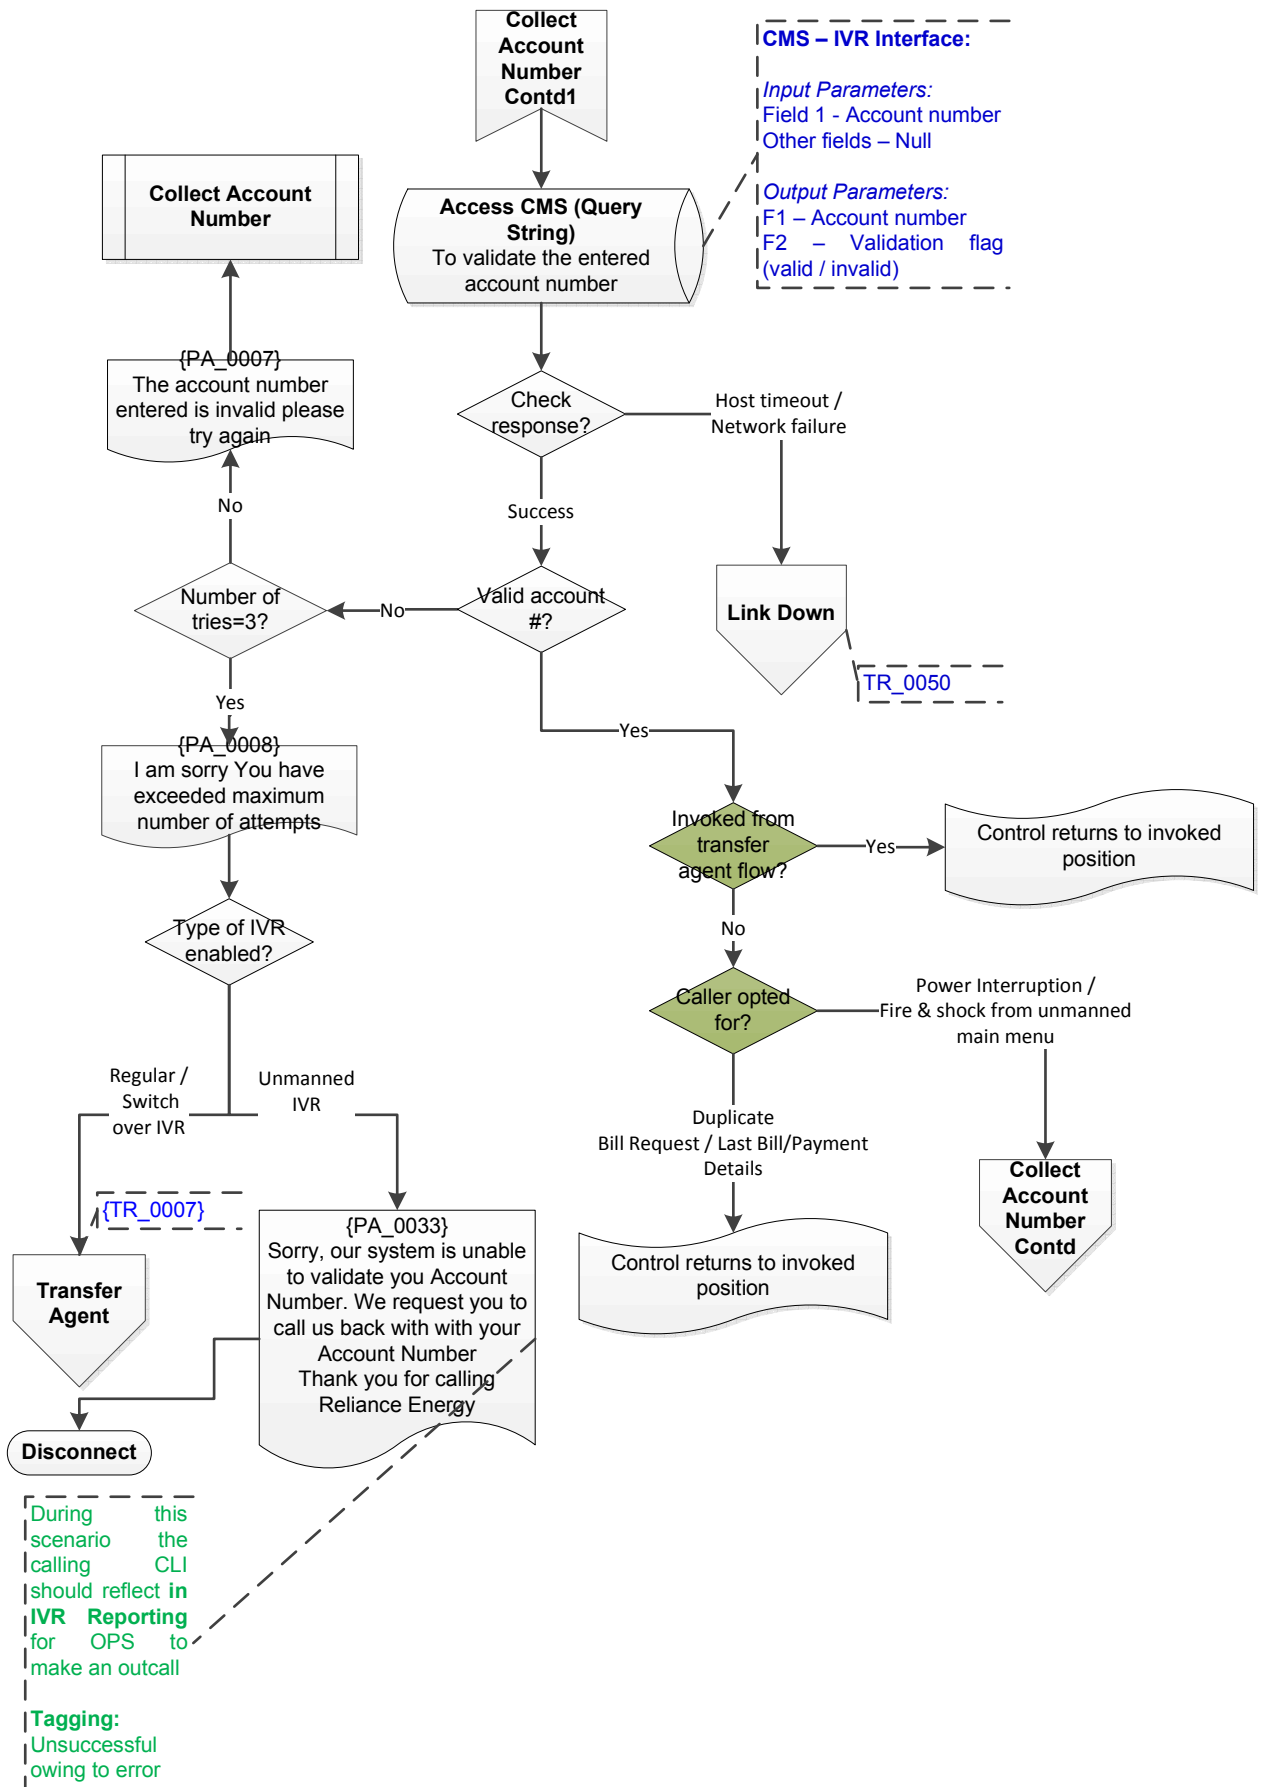 Collect
Account
Number
Contd1
CMS – IVR Interface:
Input Parameters:
Field 1 - Account number
Other fields – Null
Output Parameters:
F1 – Account number
F2 – Validation flag
(valid / invalid)
Collect Account
Number
Access CMS (Query
String)
To validate the entered
account number
{PA_0007}
The account number
entered is invalid please
try again
Check
response?
Host timeout /
Network failure
No
Success
Number of
tries=3?
No
Valid account
#?
Link Down
TR_0050
Yes
Yes
{PA_0008}
I am sorry You have
exceeded maximum
number of attempts
Invoked from
transfer
agent flow?
Yes
Control returns to invoked
position
Type of IVR
enabled?
No
Caller opted
for?
Power Interruption /
Fire & shock from unmanned
main menu
Regular /
Switch
over IVR
Unmanned
IVR
Duplicate
Bill Request / Last Bill/Payment
Details
Collect
Account
Number
Contd
{TR_0007}
Transfer
Agent
{PA_0033}
Sorry, our system is unable
to validate you Account
Number. We request you to
call us back with with your
Account Number
Thank you for calling
Reliance Energy
Control returns to invoked
position
Disconnect
During this
scenario the
calling CLI
should reflect in
IVR Reporting
for OPS to
make an outcall
Tagging:
Unsuccessful
owing to error